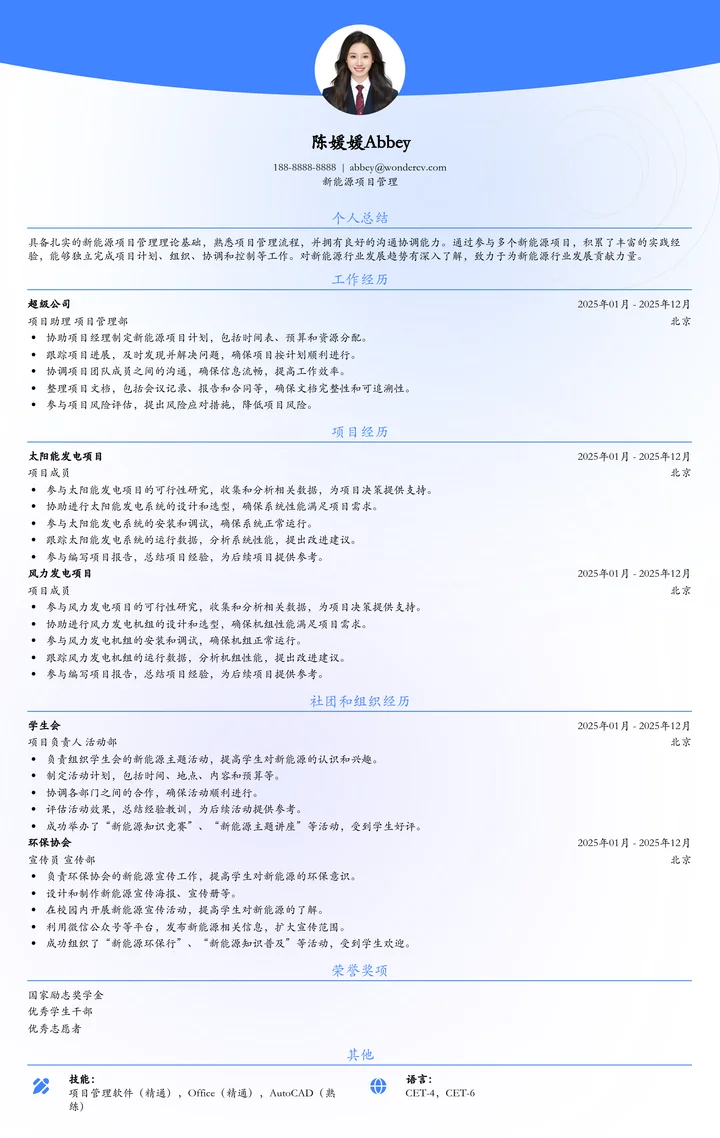 陈媛媛Abbey
188-8888-8888 | abbey@wondercv.com
新能源项目管理
个人总结
具备扎实的新能源项目管理理论基础，熟悉项目管理流程，并拥有良好的沟通协调能力。通过参与多个新能源项目，积累了丰富的实践经
验，能够独立完成项目计划、组织、协调和控制等工作。对新能源行业发展趋势有深入了解，致力于为新能源行业发展贡献力量。
工作经历
超级公司 2025年01月 - 2025年12月
项目助理 项目管理部 北京
• 协助项目经理制定新能源项目计划，包括时间表、预算和资源分配。
• 跟踪项目进展，及时发现并解决问题，确保项目按计划顺利进行。
• 协调项目团队成员之间的沟通，确保信息流畅，提高工作效率。
• 整理项目文档，包括会议记录、报告和合同等，确保文档完整性和可追溯性。
• 参与项目风险评估，提出风险应对措施，降低项目风险。
项目经历
太阳能发电项目 2025年01月 - 2025年12月
项目成员 北京
• 参与太阳能发电项目的可行性研究，收集和分析相关数据，为项目决策提供支持。
• 协助进行太阳能发电系统的设计和选型，确保系统性能满足项目需求。
• 参与太阳能发电系统的安装和调试，确保系统正常运行。
• 跟踪太阳能发电系统的运行数据，分析系统性能，提出改进建议。
• 参与编写项目报告，总结项目经验，为后续项目提供参考。
风力发电项目 2025年01月 - 2025年12月
项目成员 北京
• 参与风力发电项目的可行性研究，收集和分析相关数据，为项目决策提供支持。
• 协助进行风力发电机组的设计和选型，确保机组性能满足项目需求。
• 参与风力发电机组的安装和调试，确保机组正常运行。
• 跟踪风力发电机组的运行数据，分析机组性能，提出改进建议。
• 参与编写项目报告，总结项目经验，为后续项目提供参考。
社团和组织经历
学生会 2025年01月 - 2025年12月
项目负责人 活动部 北京
• 负责组织学生会的新能源主题活动，提高学生对新能源的认识和兴趣。
• 制定活动计划，包括时间、地点、内容和预算等。
• 协调各部门之间的合作，确保活动顺利进行。
• 评估活动效果，总结经验教训，为后续活动提供参考。
• 成功举办了“新能源知识竞赛”、“新能源主题讲座”等活动，受到学生好评。
环保协会 2025年01月 - 2025年12月
宣传员 宣传部 北京
• 负责环保协会的新能源宣传工作，提高学生对新能源的环保意识。
• 设计和制作新能源宣传海报、宣传册等。
• 在校园内开展新能源宣传活动，提高学生对新能源的了解。
• 利用微信公众号等平台，发布新能源相关信息，扩大宣传范围。
• 成功组织了“新能源环保行”、“新能源知识普及”等活动，受到学生欢迎。
荣誉奖项
国家励志奖学金
优秀学生干部
优秀志愿者
其他
技能：
项目管理软件（精通）, Office（精通）, AutoCAD（熟
练）
语言：
CET-4，CET-6